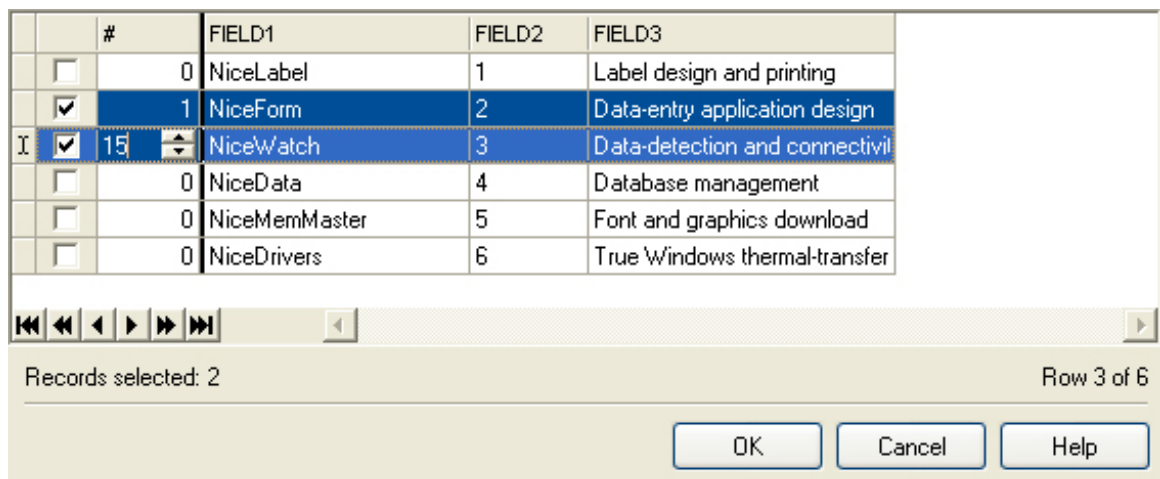 # FIELD1 FIELD2 FIELD3
0 NiceLabel 1 Label design and printing
1 NiceForm 2 Data-entry application design
15 NiceWatch 3 Data-detection and connectivit
0 NiceData 4 Database management
0 NiceMemMaster 5 Font and graphics download
0 NiceDrivers 6 True Windows thermal-transfer
Records selected: 2 Row 3 of 6
OK Cancel Help